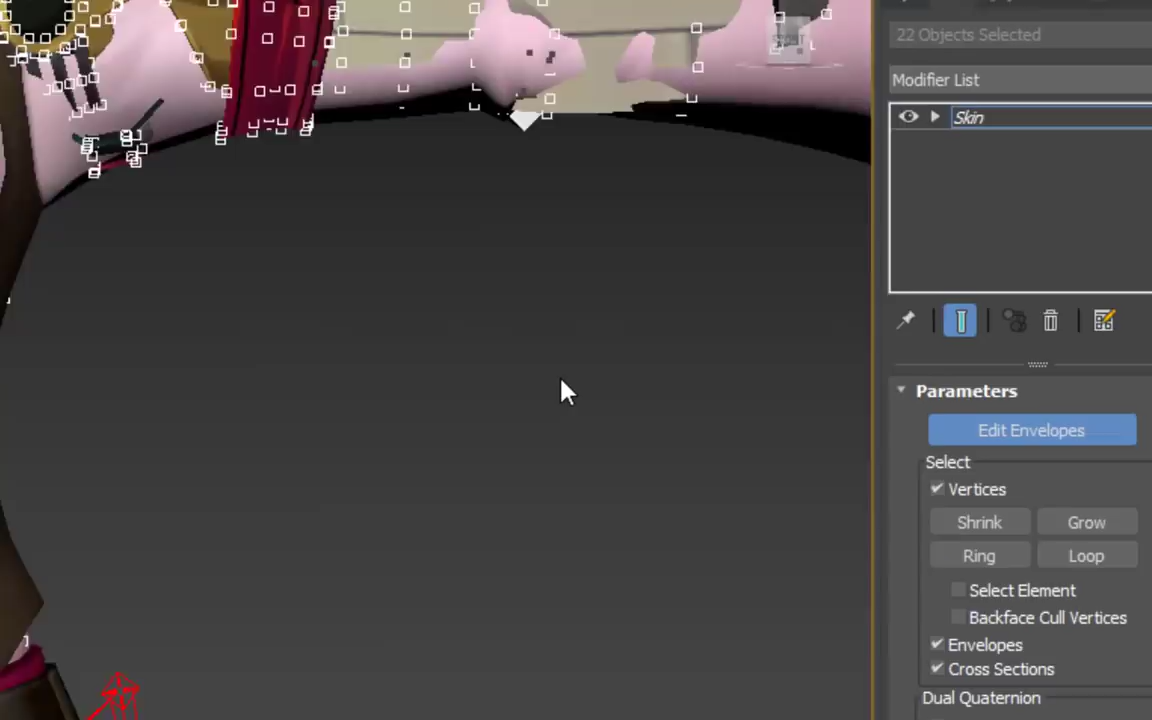 22 Objects Selected
Modifier List
Skin
Parameters
Edit Envelopes
Select
Vertices
Shrink Grow
Ring Loop
Select Element
Backface Cull Vertices
Envelopes
Cross Sections
Dual Quaternion